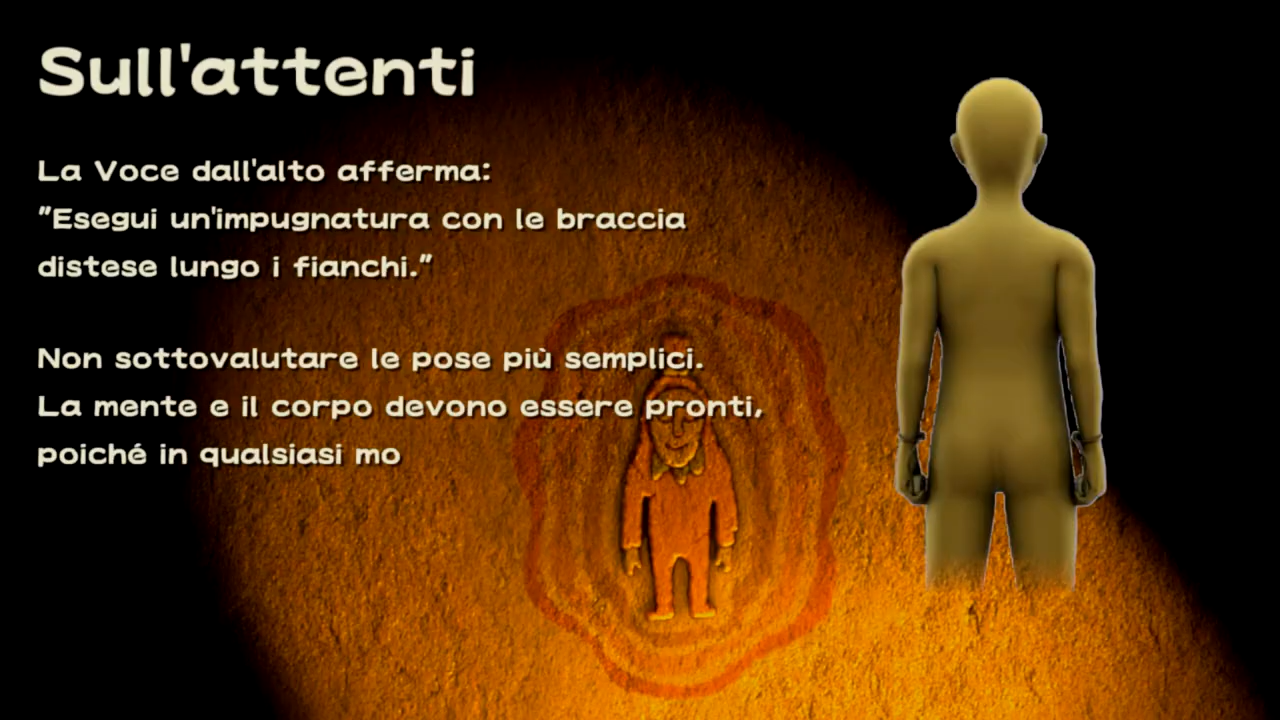 Sull'attenti
La Voce dall'alto afferma:
"Esegui un'impugnatura con le braccia
distese lungo i fianchi."
Non sottovalutare le pose più semplici.
La mente e il corpo devono essere pronti,
poiché in qualsiasi mo